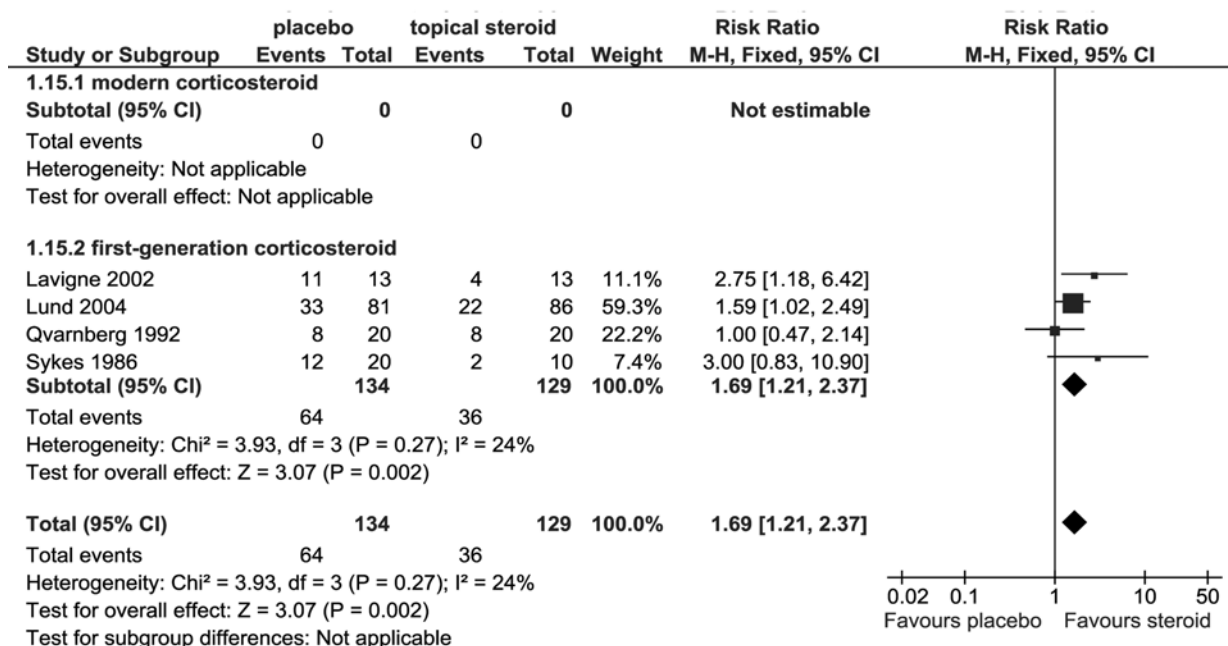 placebo topical steroid Risk Ratio Risk Ratio
Study or Subgroup Events Total Events Total Weight M-H, Fixed, 95% CI M-H, Fixed, 95% CI
1.15.1 modern corticosteroid
Subtotal (95% CI) 0 0 Not estimable
Total events 0 0
Heterogeneity: Not applicable
Test for overall effect: Not applicable
1.15.2 first-generation corticosteroid
Lavigne 2002 11 13 4 13 11.1% 2.75 [1.18, 6.42]
Lund 2004 33 81 22 86 59.3% 1.59 [1.02, 2.49]
Qvarnberg 1992 8 20 8 20 22.2% 1.00 [0.47, 2.14]
Sykes 1986 12 20 2 10 7.4% 3.00 [0.83, 10.90]
Subtotal (95% CI) 134 129 100.0% 1.69 [1.21, 2.37]
Total events 64 36
Heterogeneity: Chi² = 3.93, df = 3 (P = 0.27); I² = 24%
Test for overall effect: Z = 3.07 (P = 0.002)
Total (95% CI) 134 129 100.0% 1.69 [1.21, 2.37]
Total events 64 36
Heterogeneity: Chi² = 3.93, df = 3 (P = 0.27); I² = 24%
Test for overall effect: Z = 3.07 (P = 0.002)
Test for subgroup differences: Not applicable
0.02 0.1 1 10 50
Favours placebo Favours steroid